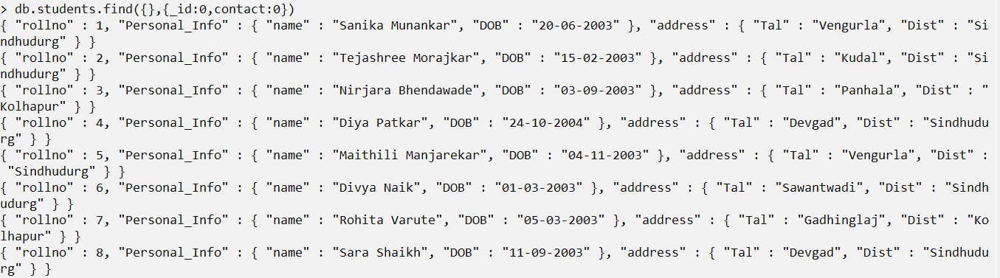 > db.students.find({},{_id:0,contact:0})
{ "rollno" : 1, "Personal_Info" : { "name" : "Sanika Munankar", "DOB" : "20-06-2003" }, "address" : { "Tal" : "Vengurla", "Dist" : "Si
ndhudurg" } }
{ "rollno" : 2, "Personal_Info" : { "name" : "Tejashree Morajkar", "DOB" : "15-02-2003" }, "address" : { "Tal" : "Kudal", "Dist" : "Si
ndhudurg" } }
{ "rollno" : 3, "Personal_Info" : { "name" : "Nirjara Bhendawade", "DOB" : "03-09-2003" }, "address" : { "Tal" : "Panhala", "Dist" : "
Kolhapur" } }
{ "rollno" : 4, "Personal_Info" : { "name" : "Diya Patkar", "DOB" : "24-10-2004" }, "address" : { "Tal" : "Devgad", "Dist" : "Sindhudu
rg" } }
{ "rollno" : 5, "Personal_Info" : { "name" : "Maithili Manjarekar", "DOB" : "04-11-2003" }, "address" : { "Tal" : "Vengurla", "Dist" :
 "Sindhudurg" } }
{ "rollno" : 6, "Personal_Info" : { "name" : "Divya Naik", "DOB" : "01-03-2003" }, "address" : { "Tal" : "Sawantwadi", "Dist" : "Sindh
udurg" } }
{ "rollno" : 7, "Personal_Info" : { "name" : "Rohita Varute", "DOB" : "05-03-2003" }, "address" : { "Tal" : "Gadhinglaj", "Dist" : "Ko
lhapur" } }
{ "rollno" : 8, "Personal_Info" : { "name" : "Sara Shaikh", "DOB" : "11-09-2003" }, "address" : { "Tal" : "Devgad", "Dist" : "Sindhudu
rg" } }